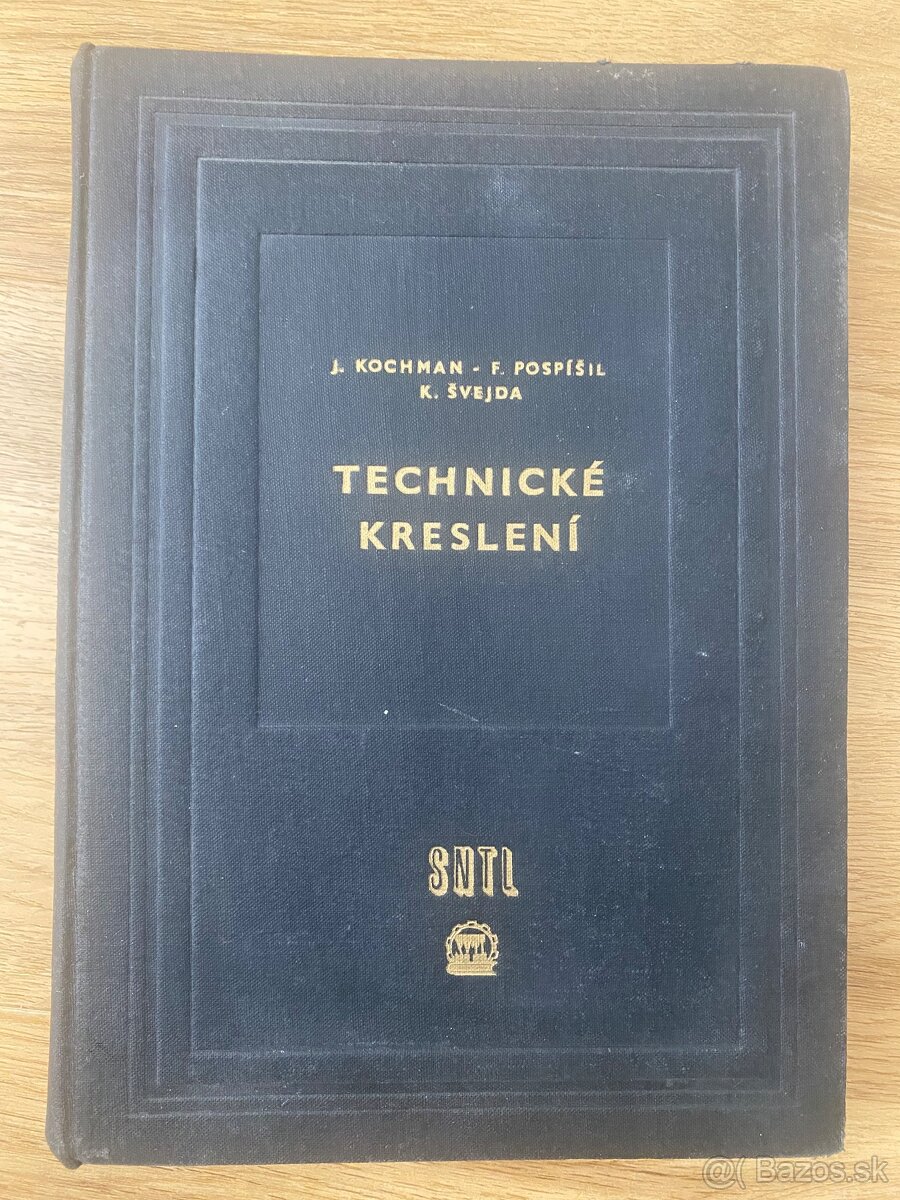 J. KOCHMAN - F. POSPÍŠIL
K. ŠVEJDA
TECHNICKÉ
KRESLENÍ
SNTL
@( Bazos.sk